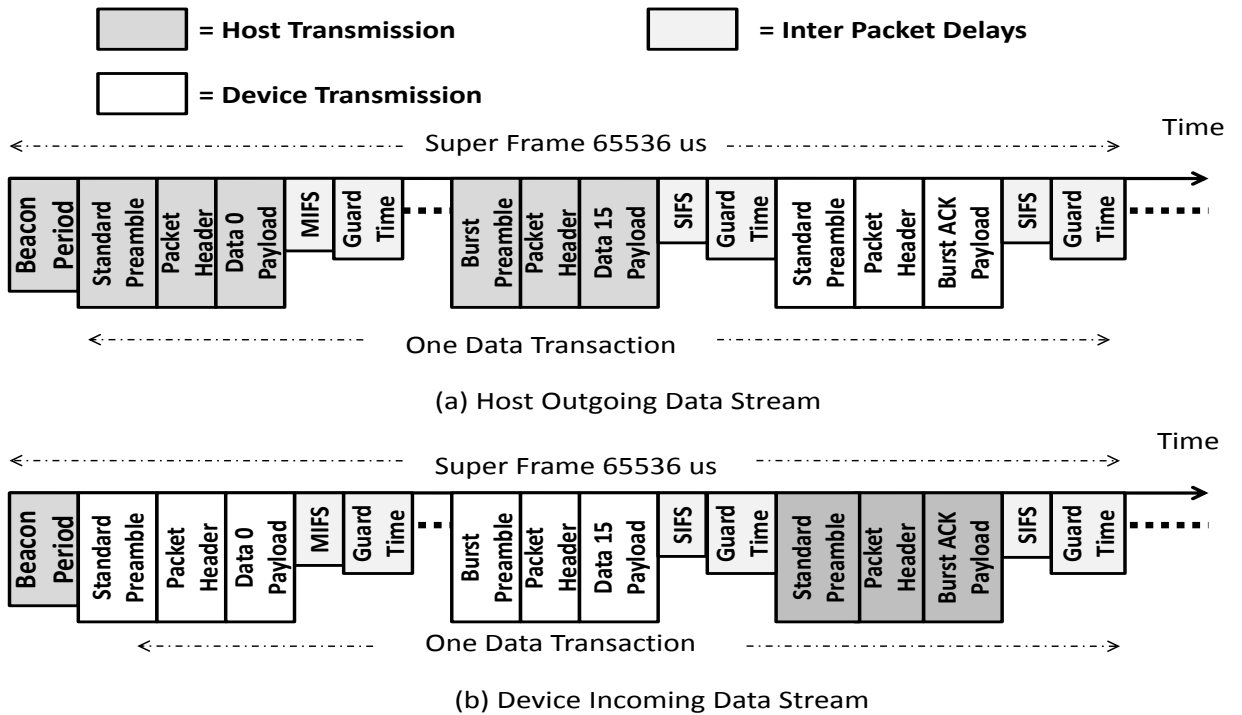 = Host Transmission
= Inter Packet Delays
= Device Transmission
Time
Super Frame 65536 us
Beacon
Period
Standard
Preamble
Packet
Header
Data 0
Payload
MIFS
Guard
Time
Burst
Preamble
Packet
Header
Data 15
Payload
SIFS
Guard
Time
Standard
Preamble
Packet
Header
Burst ACK
Payload
SIFS
Guard
Time
One Data Transaction
(a) Host Outgoing Data Stream
Time
Super Frame 65536 us
Beacon
Period
Standard
Preamble
Packet
Header
Data 0
Payload
MIFS
Guard
Time
Burst
Preamble
Packet
Header
Data 15
Payload
SIFS
Guard
Time
Standard
Preamble
Packet
Header
Burst ACK
Payload
SIFS
Guard
Time
One Data Transaction
(b) Device Incoming Data Stream